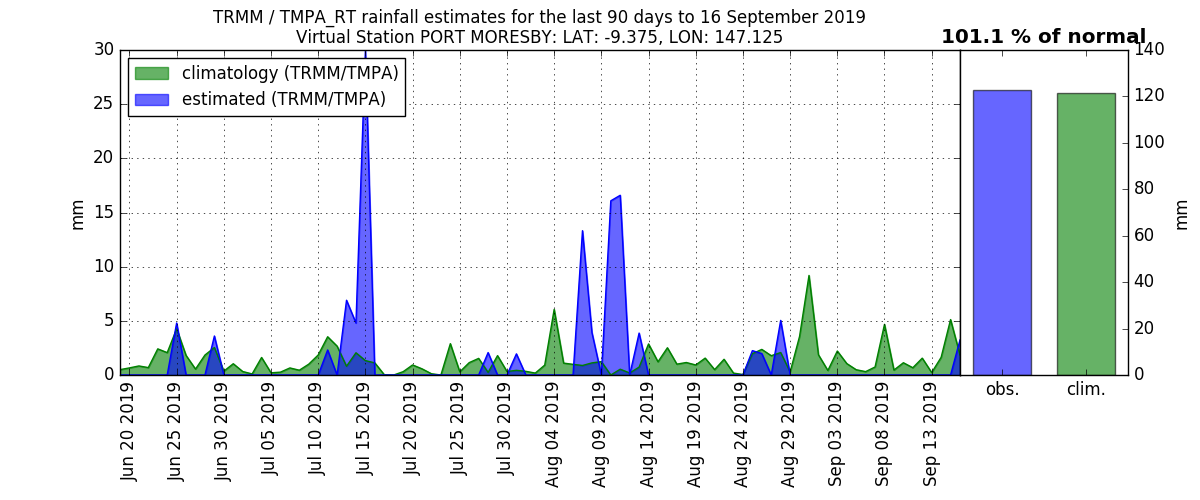 TRMM / TMPA_RT rainfall estimates for the last 90 days to 16 September 2019
Virtual Station PORT MORESBY: LAT: -9.375, LON: 147.125
101.1 % of normal
climatology (TRMM/TMPA)
estimated (TRMM/TMPA)
mm
30
25
20
15
10
5
0
Jun 20 2019
Jun 25 2019
Jun 30 2019
Jul 05 2019
Jul 10 2019
Jul 15 2019
Jul 20 2019
Jul 25 2019
Jul 30 2019
Aug 04 2019
Aug 09 2019
Aug 14 2019
Aug 19 2019
Aug 24 2019
Aug 29 2019
Sep 03 2019
Sep 08 2019
Sep 13 2019
obs.
clim.
140
120
100
80
60
40
20
0
mm